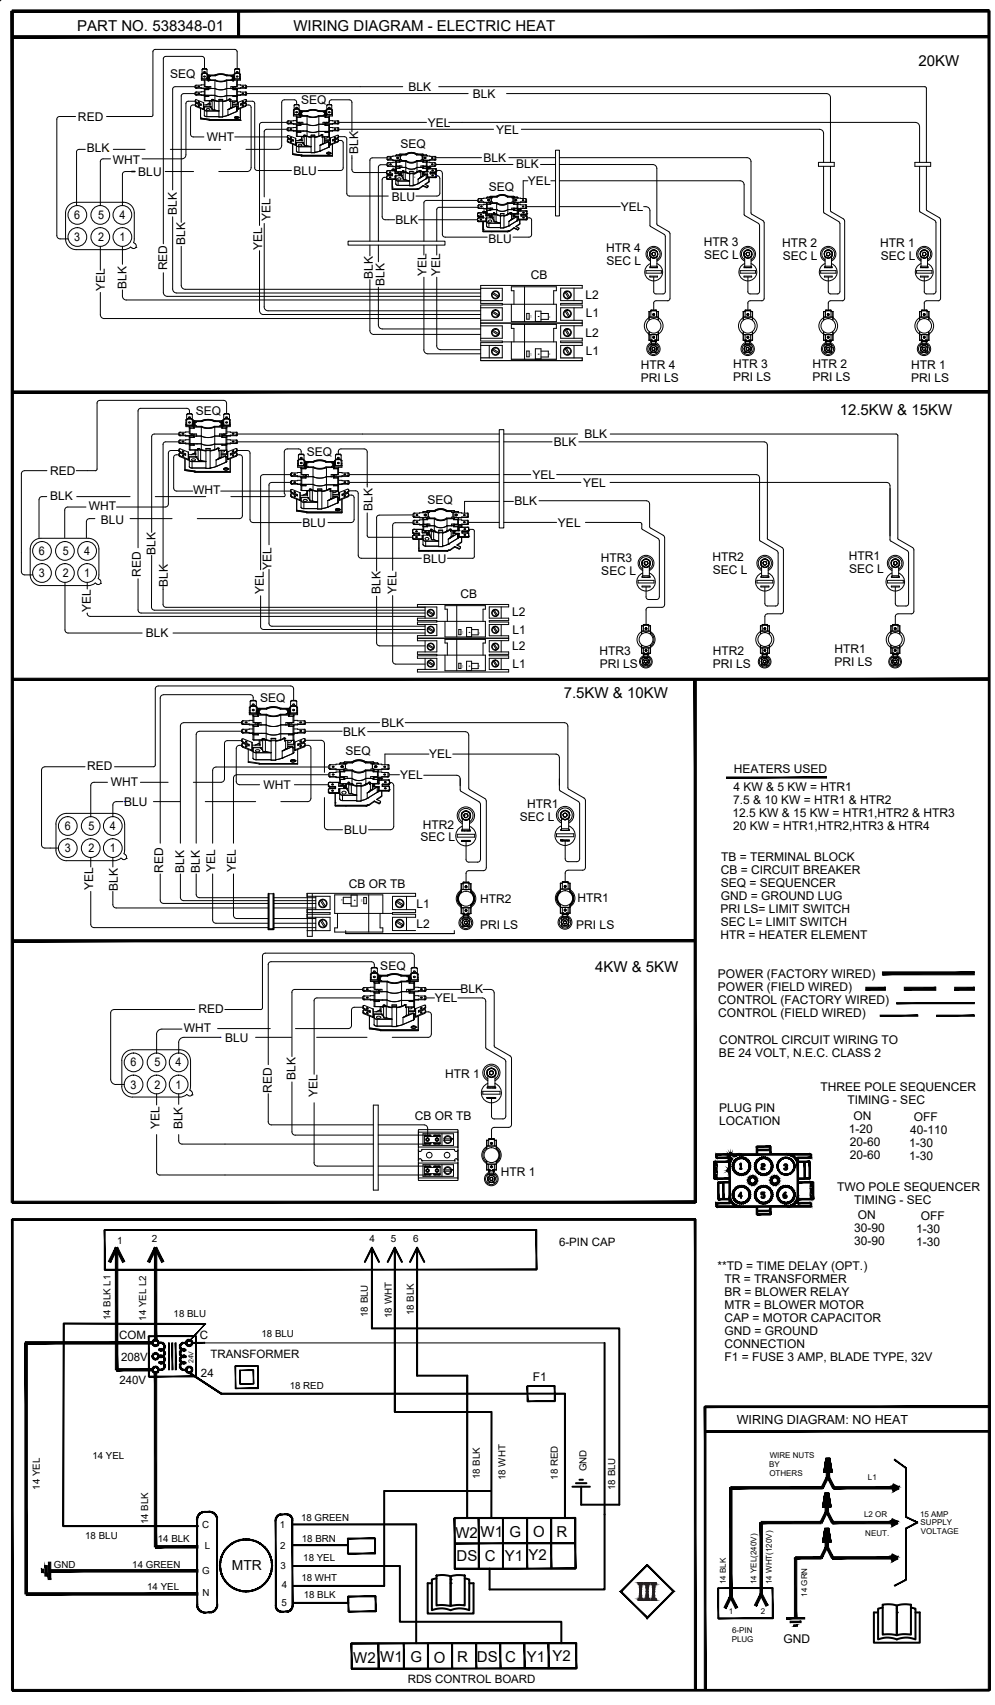 PART NO. 538348-01
WIRING DIAGRAM - ELECTRIC HEAT
20KW
SEQ
BLK
BLK
RED
SEQ
YEL
YEL
WHT
BLK
BLK
WHT
BLU
BLU
SEQ
BLK
BLK
YEL
SEQ
BLU
YEL
BLK
BLU
6 5 4
3 2 1
BLK
BLK
YEL
YEL
RED
YEL
BLK
BLK
BLK
YEL
YEL
HTR 4
SEC L
HTR 3
SEC L
HTR 2
SEC L
HTR 1
SEC L
CB
L2
L1
L2
L1
HTR 4
PRI LS
HTR 3
PRI LS
HTR 2
PRI LS
HTR 1
PRI LS
12.5KW & 15KW
SEQ
BLK
BLK
SEQ
RED
YEL
YEL
WHT
BLK
BLK
WHT
BLU
BLU
SEQ
BLK
YEL
BLU
6 5 4
3 2 1
RED
BLK
BLK
YEL
YEL
YEL
BLK
YEL
BLK
HTR3
SEC L
HTR2
SEC L
HTR1
SEC L
CB
L2
L1
L2
L1
HTR3
PRI LS
HTR2
PRI LS
HTR1
PRI LS
7.5KW & 10KW
SEQ
BLK
BLK
RED
SEQ
YEL
YEL
WHT
WHT
BLU
BLU
6 5 4
3 2 1
RED
BLK
BLK
YEL
YEL
YEL
BLK
HTR2
SEC L
HTR1
SEC L
CB OR TB
L1
L2
HTR2
PRI LS
HTR1
PRI LS
4KW & 5KW
SEQ
BLK
YEL
RED
WHT
BLU
6 5 4
3 2 1
RED
BLK
YEL
YEL
BLK
HTR 1
CB OR TB
HTR 1
HEATERS USED
4 KW & 5 KW = HTR1
7.5 & 10 KW = HTR1 & HTR2
12.5 KW & 15 KW = HTR1,HTR2 & HTR3
20 KW = HTR1,HTR2,HTR3 & HTR4
TB = TERMINAL BLOCK
CB = CIRCUIT BREAKER
SEQ = SEQUENCER
GND = GROUND LUG
PRI LS= LIMIT SWITCH
SEC L= LIMIT SWITCH
HTR = HEATER ELEMENT
POWER (FACTORY WIRED)
POWER (FIELD WIRED)
CONTROL (FACTORY WIRED)
CONTROL (FIELD WIRED)
CONTROL CIRCUIT WIRING TO
BE 24 VOLT, N.E.C. CLASS 2
THREE POLE SEQUENCER
TIMING - SEC
ON OFF
1-20 40-110
20-60 1-30
20-60 1-30
PLUG PIN
LOCATION
1 2 3
4 5 6
TWO POLE SEQUENCER
TIMING - SEC
ON OFF
30-90 1-30
30-90 1-30
**TD = TIME DELAY (OPT.)
TR = TRANSFORMER
BR = BLOWER RELAY
MTR = BLOWER MOTOR
CAP = MOTOR CAPACITOR
GND = GROUND
CONNECTION
F1 = FUSE 3 AMP, BLADE TYPE, 32V
1 2 4 5 6
6-PIN CAP
14 BLK L1
14 YEL L2
18 BLU
18 WHT
18 BLK
18 BLU
COM
C
18 BLU
208V
24V
TRANSFORMER
240V
24
18 RED
F1
14 YEL
14 YEL
14 BLK
18 BLK
18 WHT
18 RED
GND
18 BLU
18 BLU
14 BLK
C
L
G
N
GND
14 GREEN
14 YEL
MTR
1
2
3
4
5
18 GREEN
18 BRN
18 YEL
18 WHT
18 BLK
W2 W1 G O R
DS C Y1 Y2
III
W2 W1 G O R DS C Y1 Y2
RDS CONTROL BOARD
WIRING DIAGRAM: NO HEAT
WIRE NUTS
BY
OTHERS
L1
L2 OR
NEUT.
15 AMP
SUPPLY
VOLTAGE
14 BLK
14 YEL(240V)
14 WHT(120V)
14 GRN
1 2
6-PIN
PLUG
GND